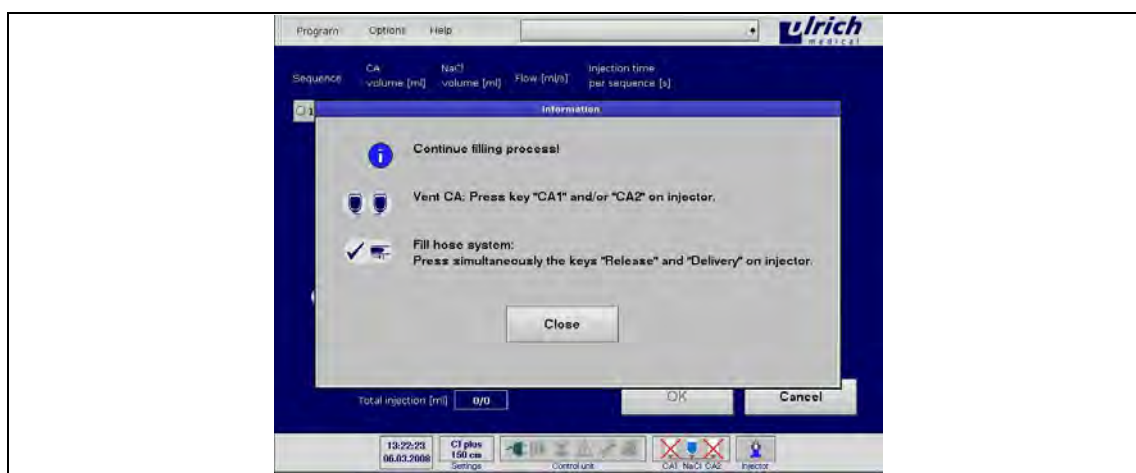 Program Options Help
ulrich
medical
Sequence CA volume [ml] NaCl volume [ml] Flow [ml/s] Injection time per sequence [s]
1
Information
Continue filling process!
Vent CA: Press key "CA1" and/or "CA2" on injector.
Fill hose system:
Press simultaneously the keys "Release" and "Delivery" on injector.
Close
Total injection [ml] 0/0 OK Cancel
13:22:23
06.03.2008
CT plus
150 cm
Settings Control unit CA1 NaCl CA2 Injector